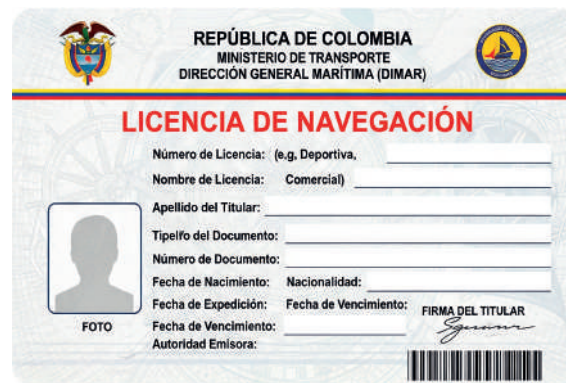 REPÚBLICA DE COLOMBIA
MINISTERIO DE TRANSPORTE
DIRECCIÓN GENERAL MARÍTIMA (DIMAR)
LICENCIA DE NAVEGACIÓN
Número de Licencia: (e,g, Deportiva,
Nombre de Licencia: Comercial)
Apellido del Titular:
Tipelfo del Documento:
Número de Documento:
Fecha de Nacimiento: Nacionalidad:
Fecha de Expedición: Fecha de Vencimiento:
FIRMA DEL TITULAR
FOTO
Fecha de Vencimiento:
Autoridad Emisora: